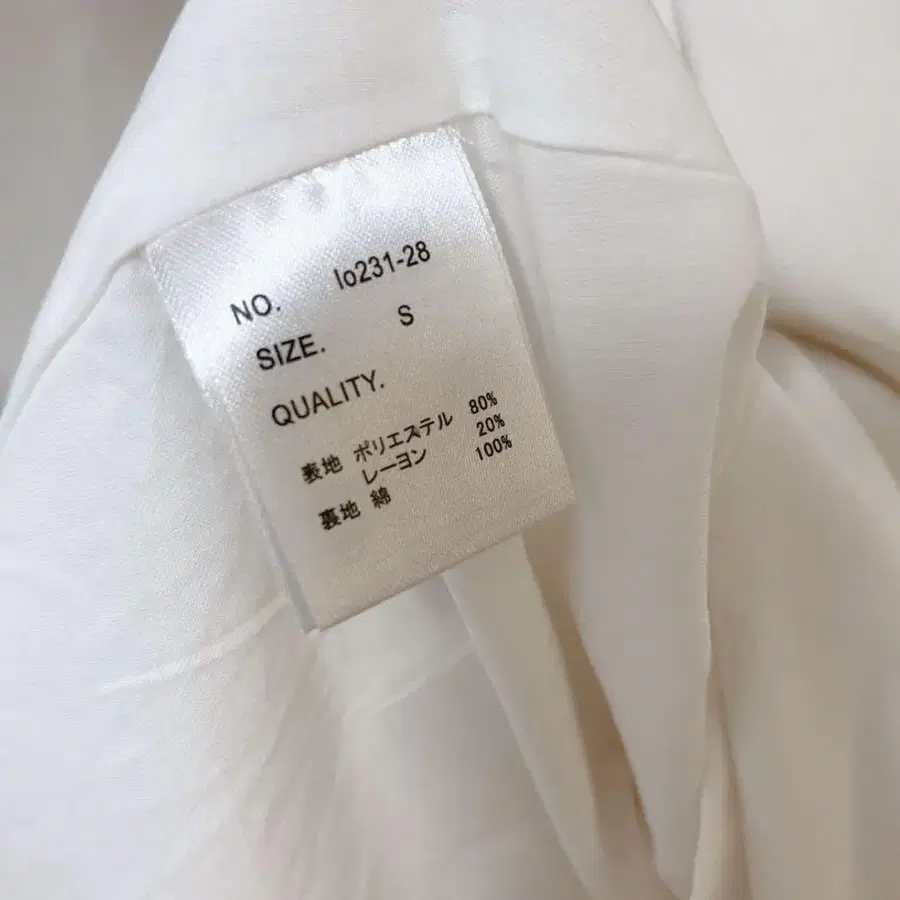 NO. lo231-28
SIZE. S
QUALITY.
表地 ポリエステル 80%
レーヨン 20%
裏地 綿 100%